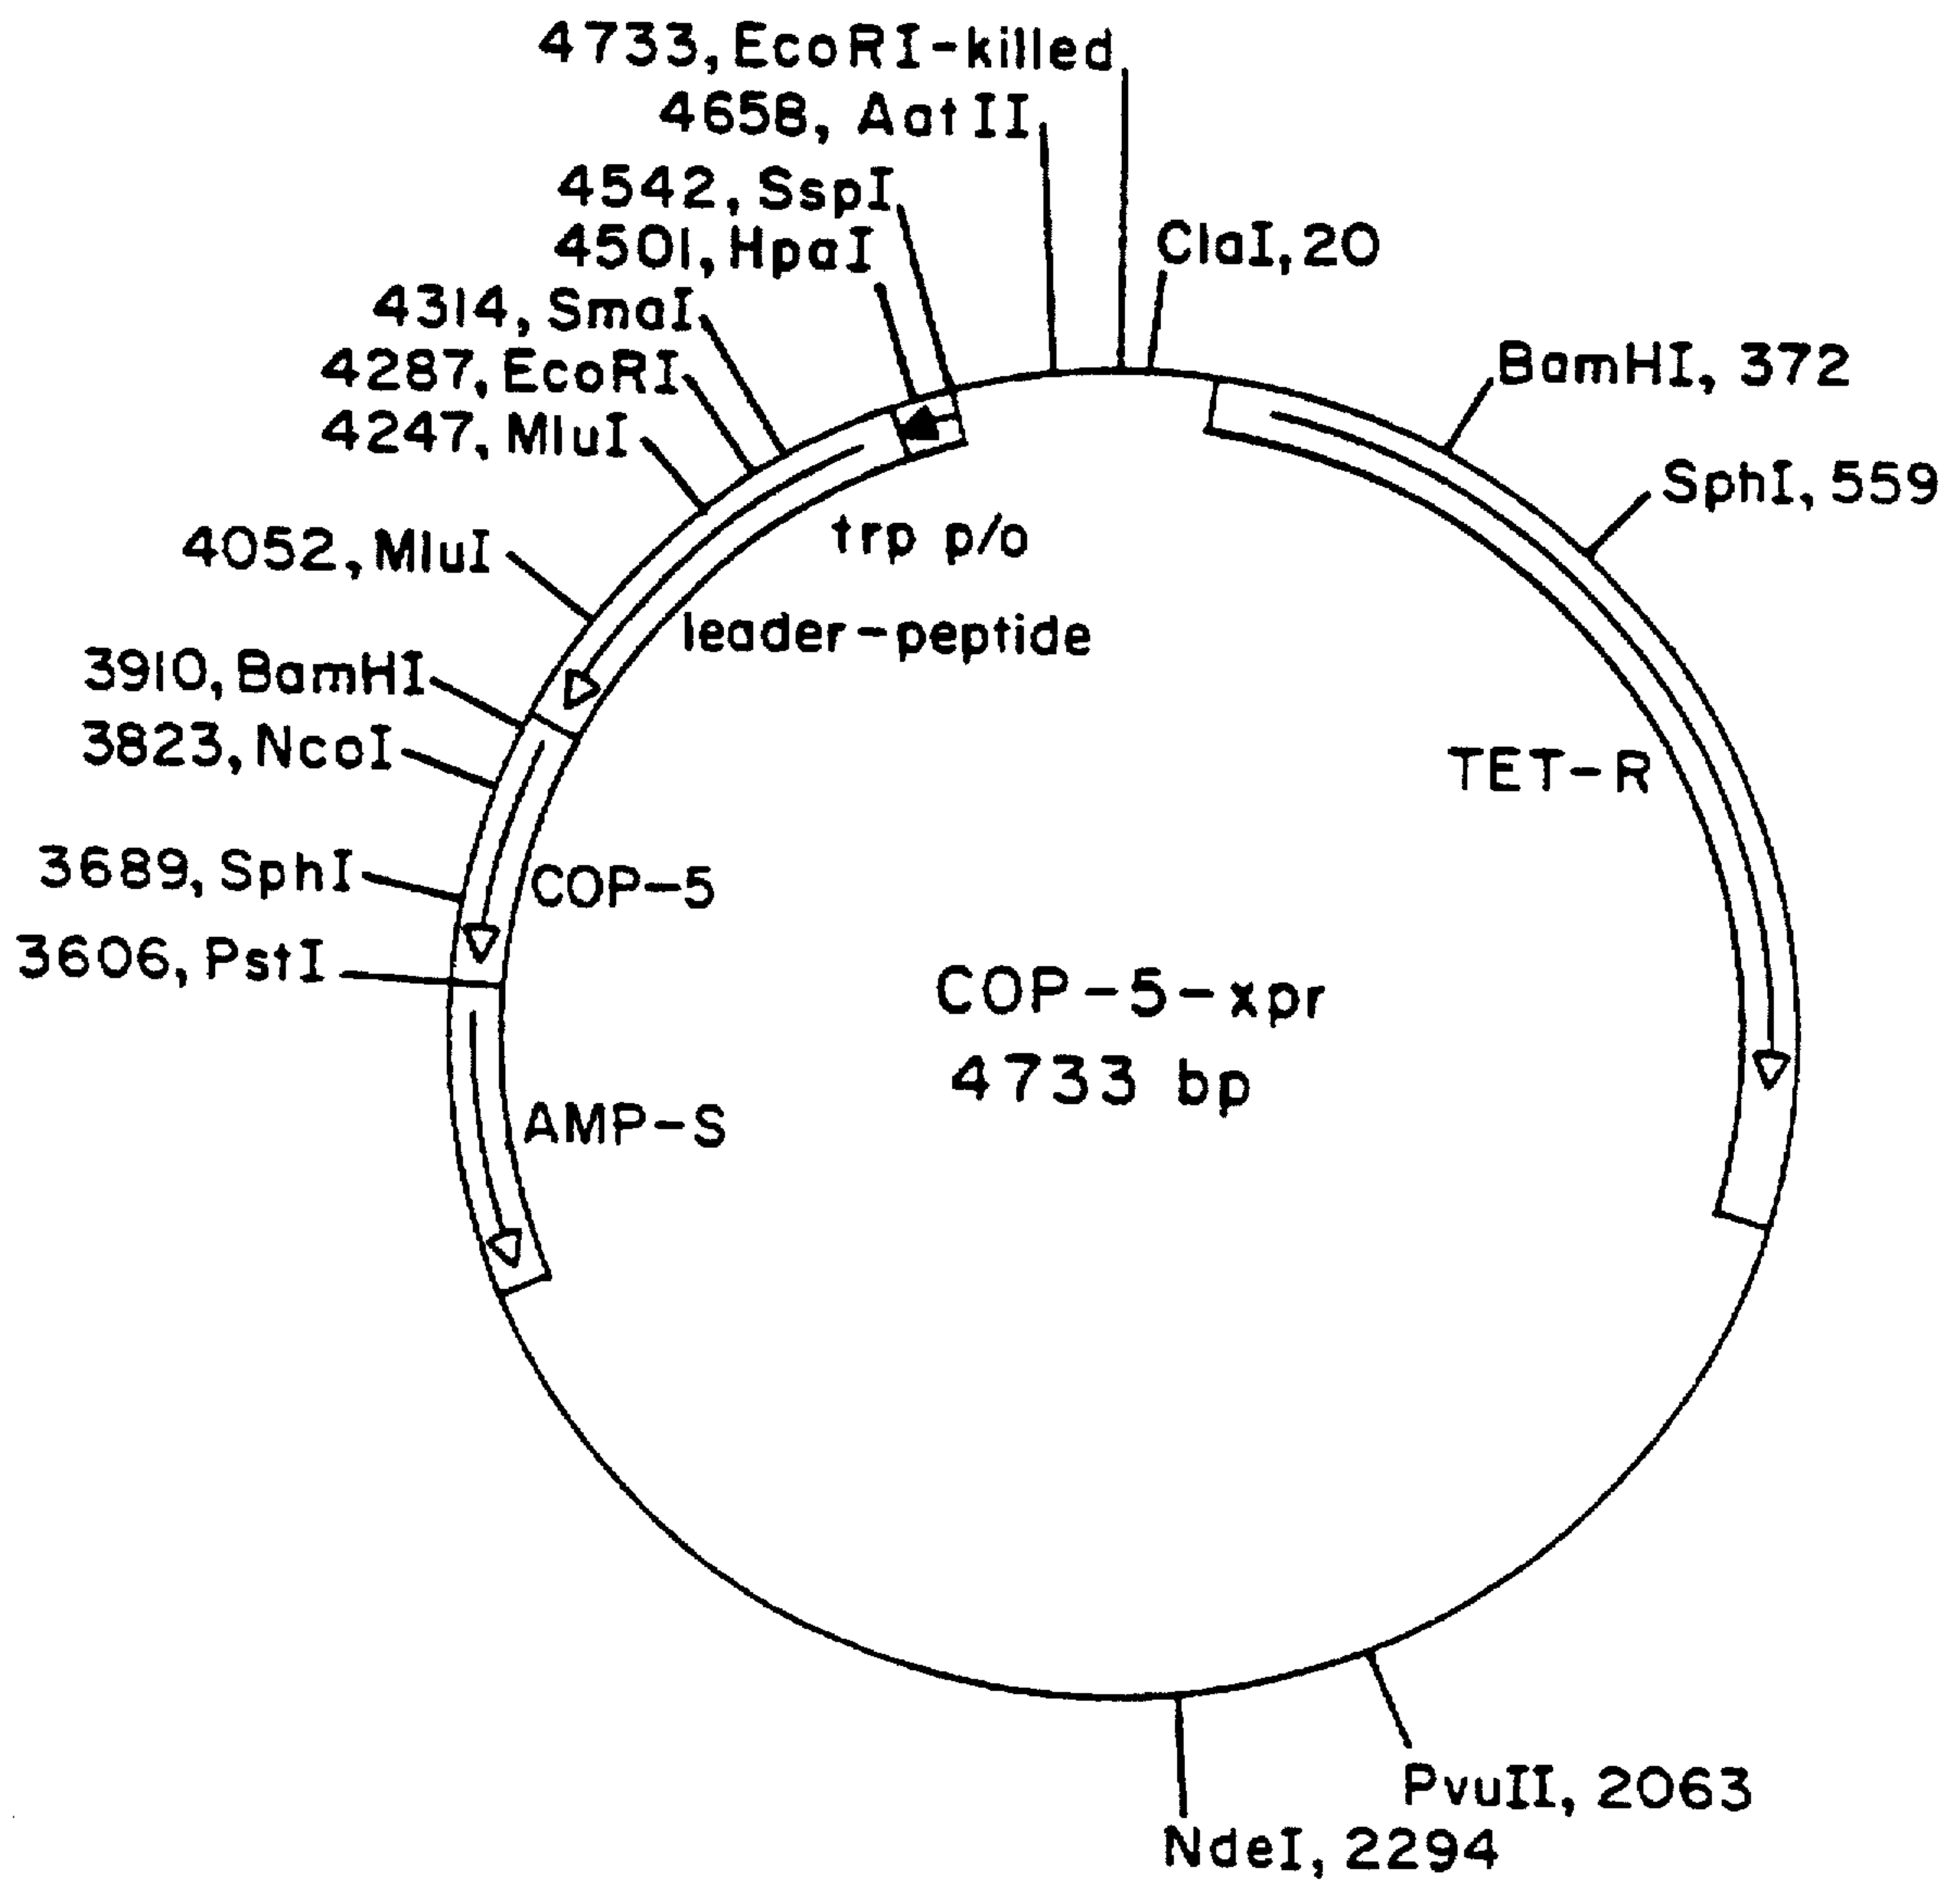 4733, EcoRI-killed
4658, AatII
4542, SspI
4501, HpaI
4314, SmaI
4287, EcoRI
4247, MluI
4052, MluI
3910, BamHI
3823, NcoI
3689, SphI
3606, PstI
ClaI, 20
BamHI, 372
SphI, 559
trp p/o
leader-peptide
TET-R
COP-5
AMP-S
COP-5-xpr
4733 bp
PvuII, 2063
NdeI, 2294